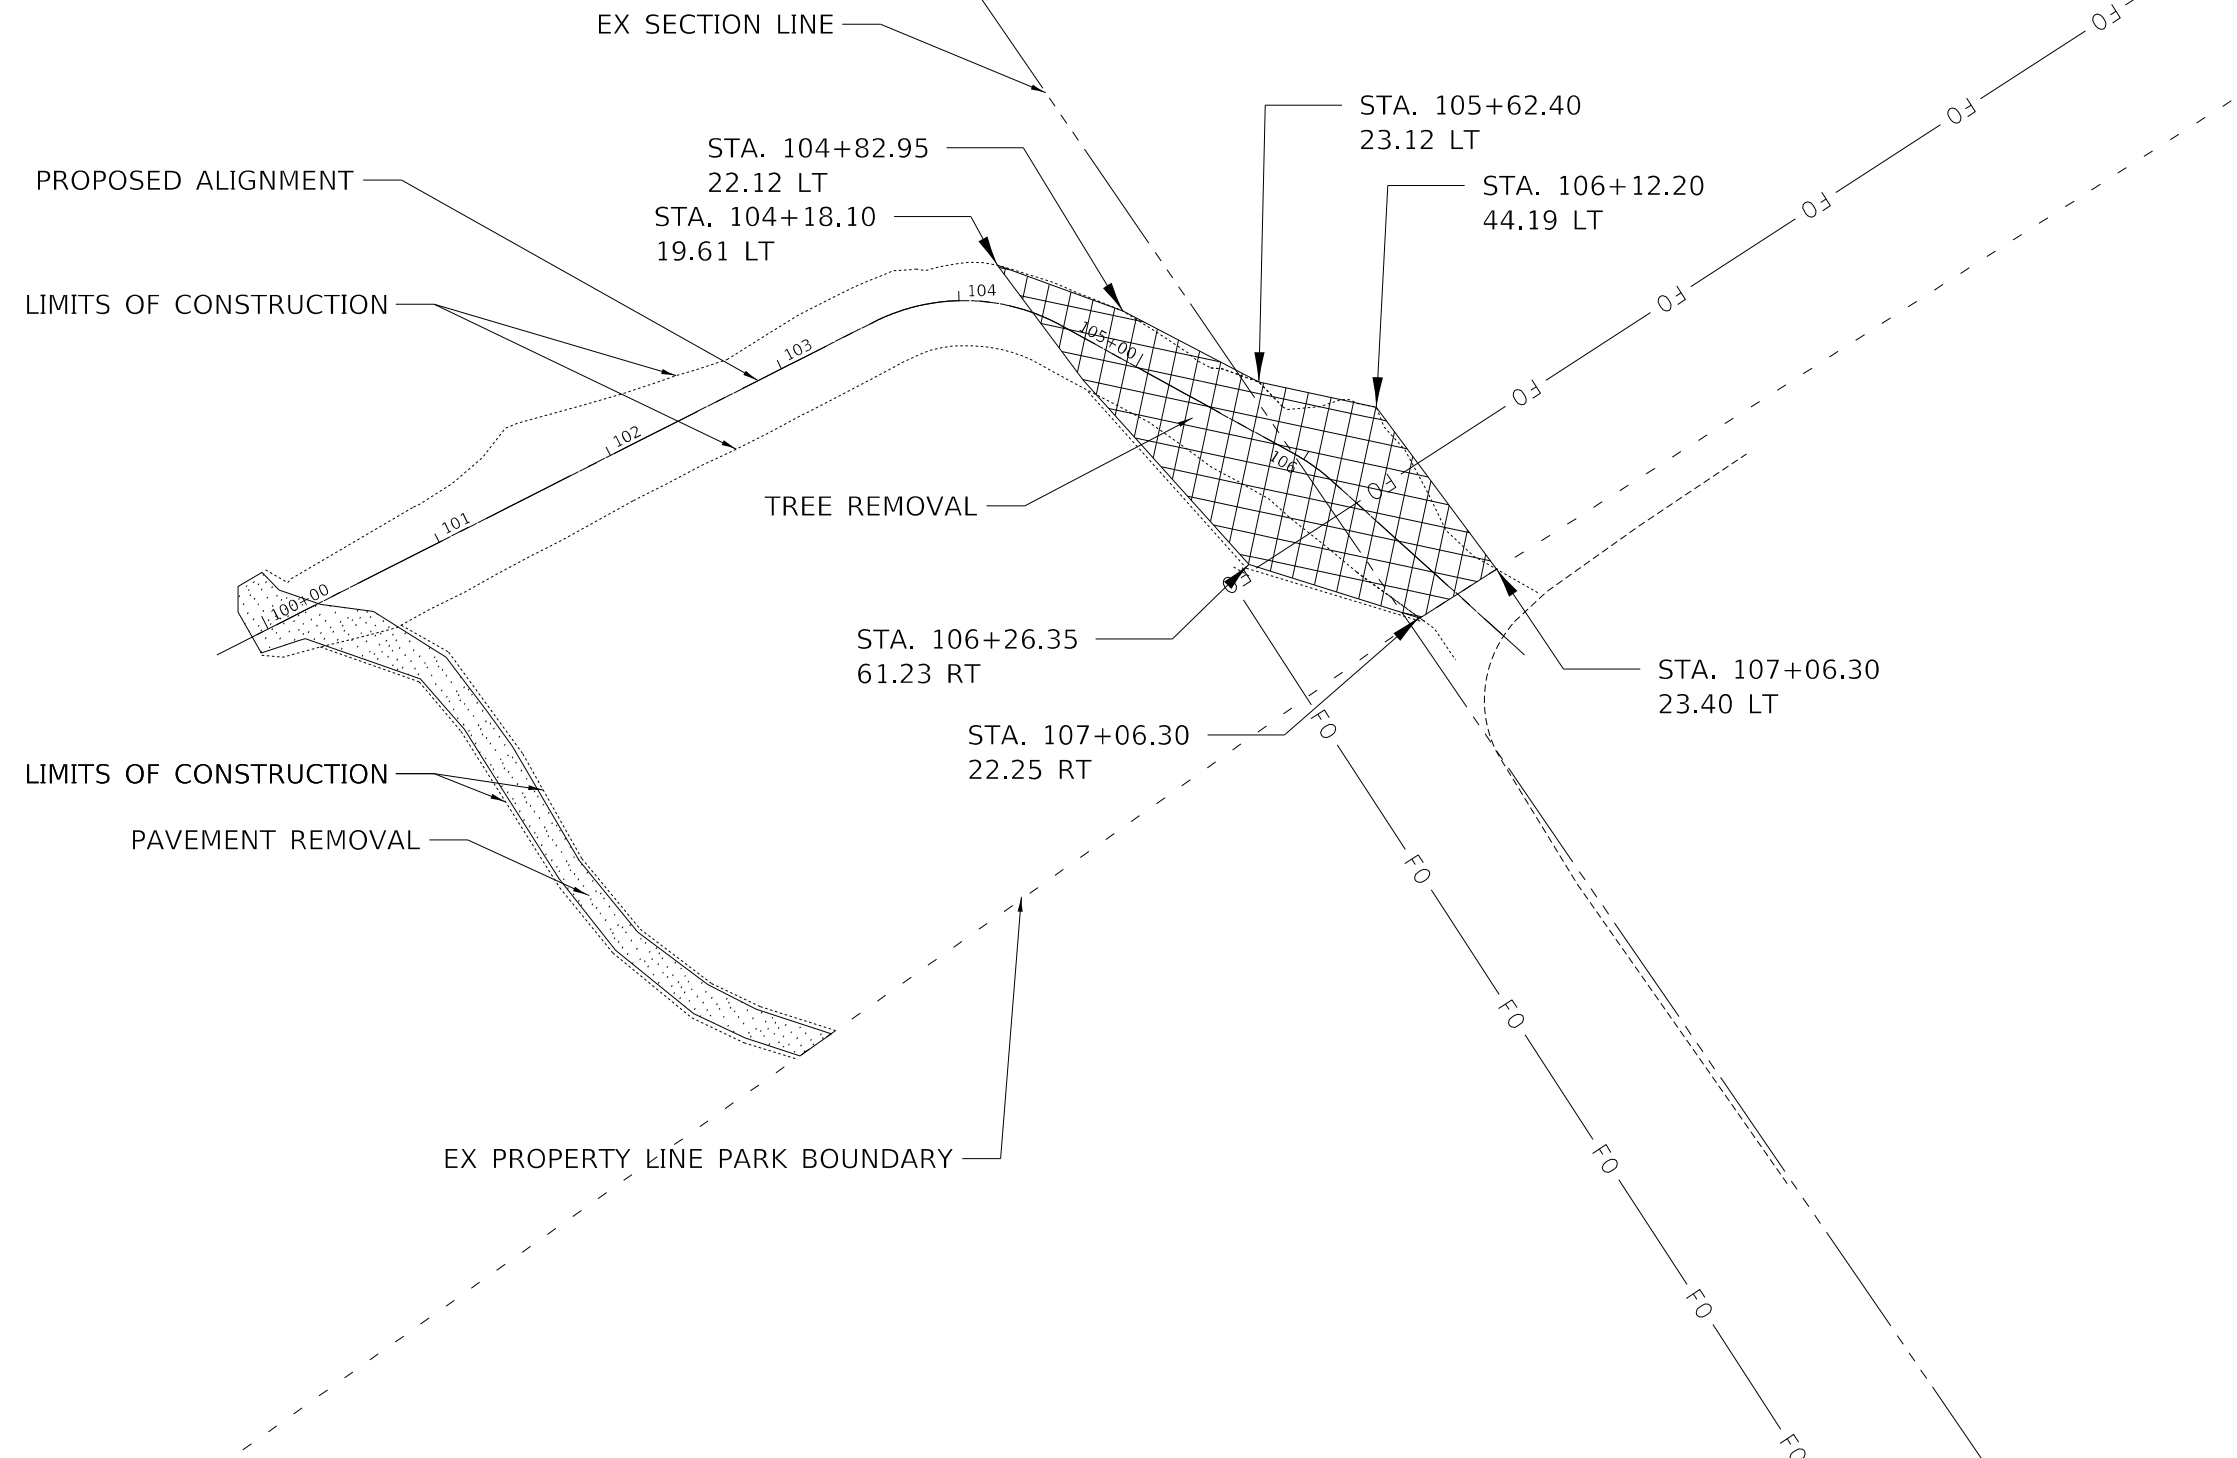 EX SECTION LINE
FO
STA. 105+62.40
23.12 LT
FO
STA. 104+82.95
22.12 LT
PROPOSED ALIGNMENT
STA. 106+12.20
44.19 LT
FO
STA. 104+18.10
19.61 LT
104
LIMITS OF CONSTRUCTION
FO
105+00
103
FO
102
106
FO
TREE REMOVAL
101
FO
100+00
STA. 106+26.35
61.23 RT
STA. 107+06.30
23.40 LT
FO
STA. 107+06.30
22.25 RT
LIMITS OF CONSTRUCTION
PAVEMENT REMOVAL
FO
FO
EX PROPERTY LINE PARK BOUNDARY
FO
FO
FO